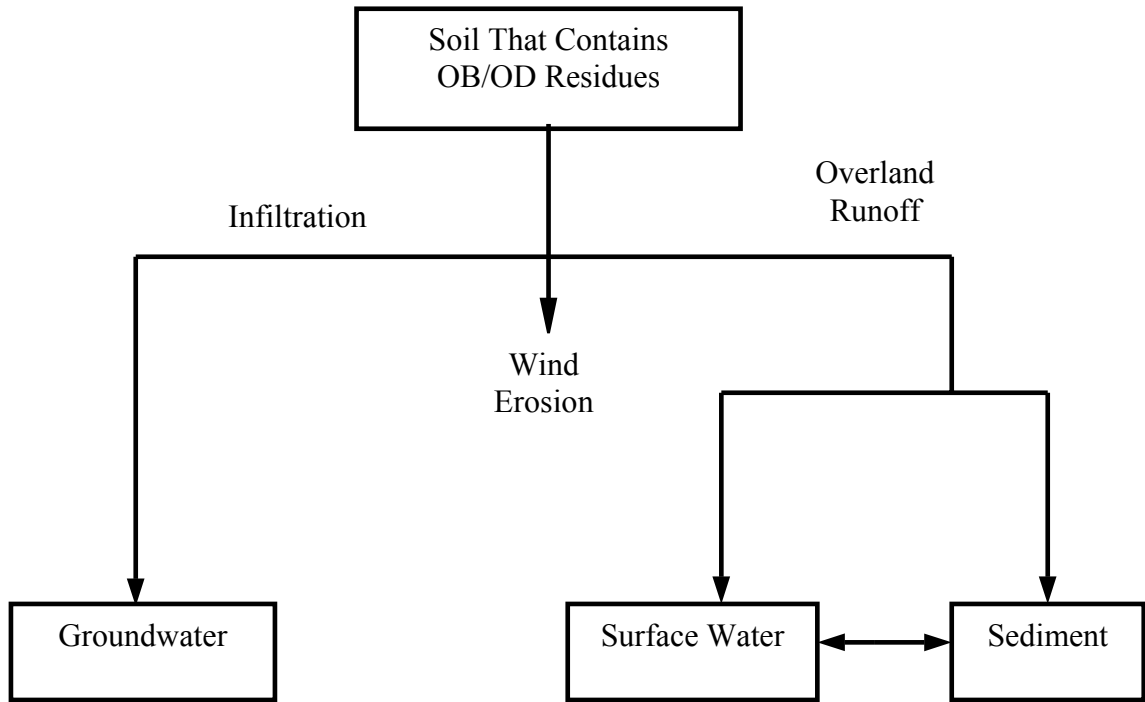 Soil That Contains
OB/OD Residues
Overland
Runoff
Infiltration
Wind
Erosion
Groundwater
Surface Water
Sediment